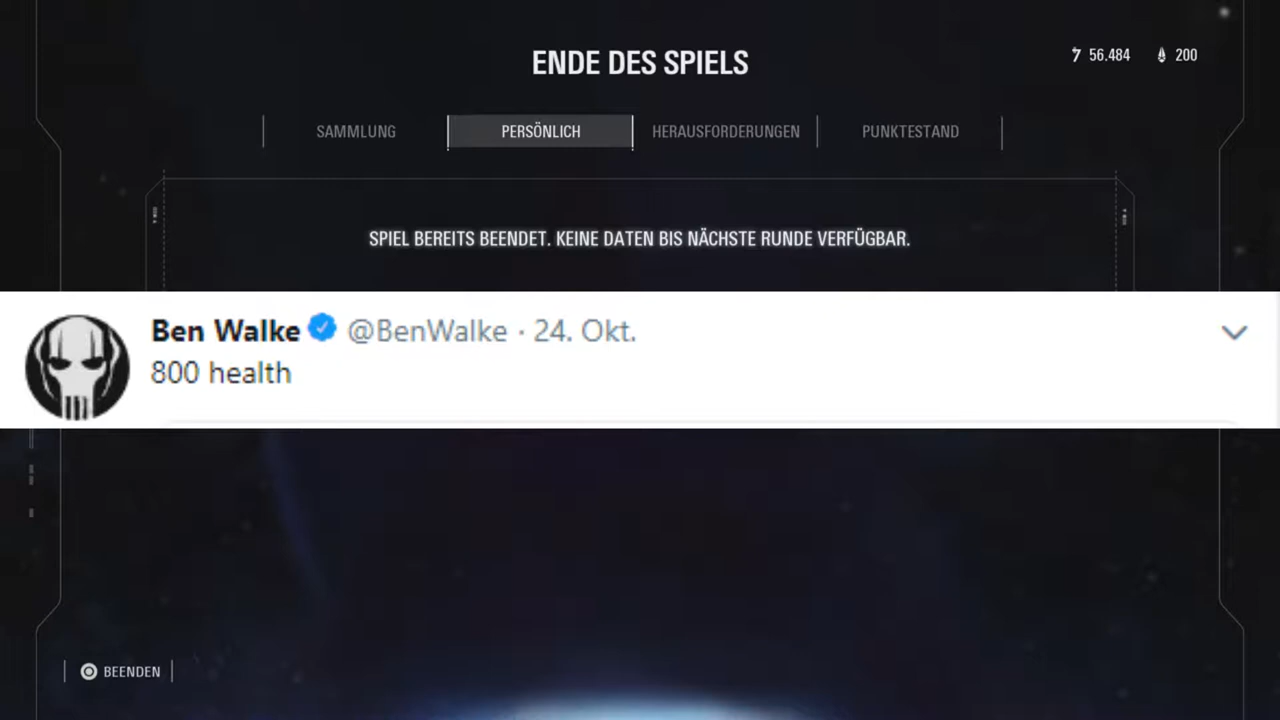 ENDE DES SPIELS
56.484 200
SAMMLUNG PERSÖNLICH HERAUSFORDERUNGEN PUNKTESTAND
SPIEL BEREITS BEENDET. KEINE DATEN BIS NÄCHSTE RUNDE VERFÜGBAR.
Ben Walke @BenWalke · 24. Okt.
800 health
BEENDEN